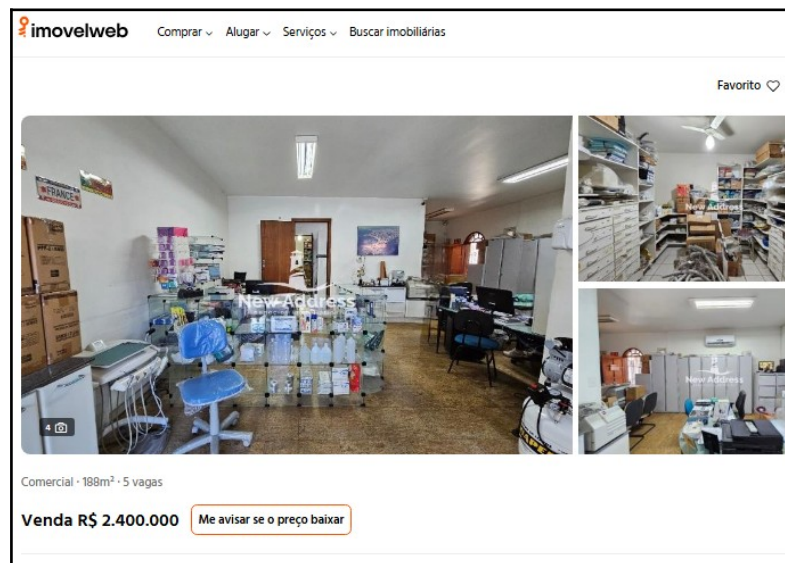 imovelweb
Comprar Alugar Serviços Buscar imobiliárias
Favorito
FRANCE
New Address
New Address
New Address
4
Comercial · 188m² · 5 vagas
Venda R$ 2.400.000 Me avisar se o preço baixar